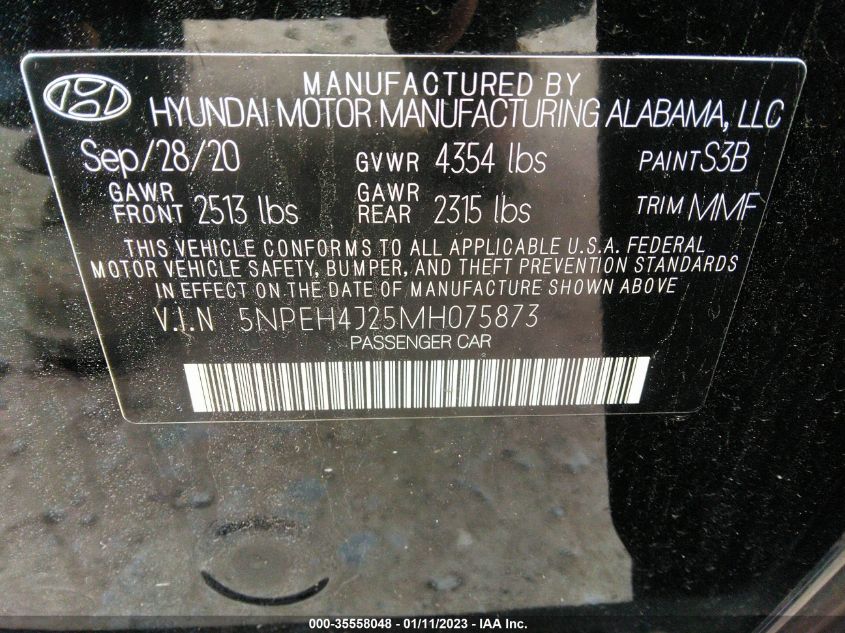 MANUFACTURED BY
HYUNDAI MOTOR MANUFACTURING ALABAMA, LLC
Sep/28/20 GVWR 4354 lbs PAINT S3B
GAWR FRONT 2513 lbs GAWR REAR 2315 lbs TRIM MMF
THIS VEHICLE CONFORMS TO ALL APPLICABLE U.S.A. FEDERAL
MOTOR VEHICLE SAFETY, BUMPER, AND THEFT PREVENTION STANDARDS
IN EFFECT ON THE DATE OF MANUFACTURE SHOWN ABOVE
V.I.N 5NPEH4J25MH075873
PASSENGER CAR
000-35558048 - 01/11/2023 - IAA Inc.